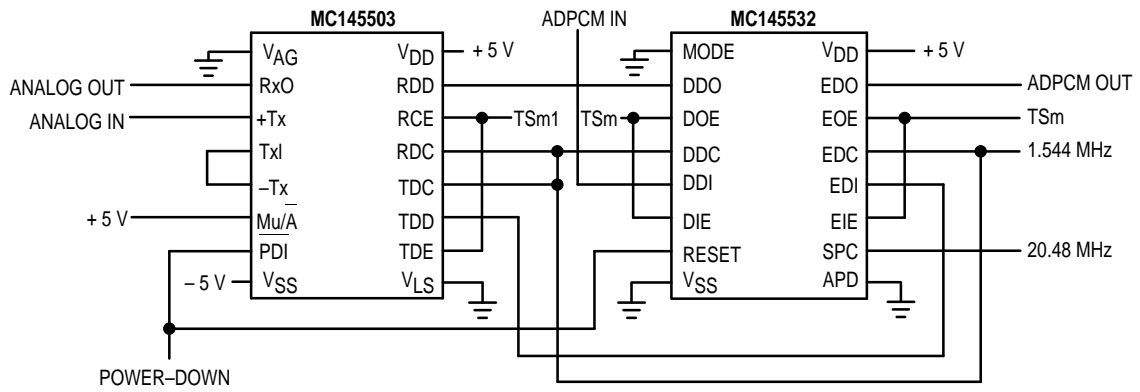 MC145503 ADPCM IN MC145532
VAG VDD + 5 V MODE VDD + 5 V
ANALOG OUT RxO RDD DDO EDO ADPCM OUT
ANALOG IN +Tx RCE TSm1 TSm DOE EOE TSm
TxI RDC DDC EDC 1.544 MHz
–Tx TDC DDI EDI
+ 5 V Mu/A TDD DIE EIE
PDI TDE RESET SPC 20.48 MHz
– 5 V VSS VLS VSS APD
POWER–DOWN